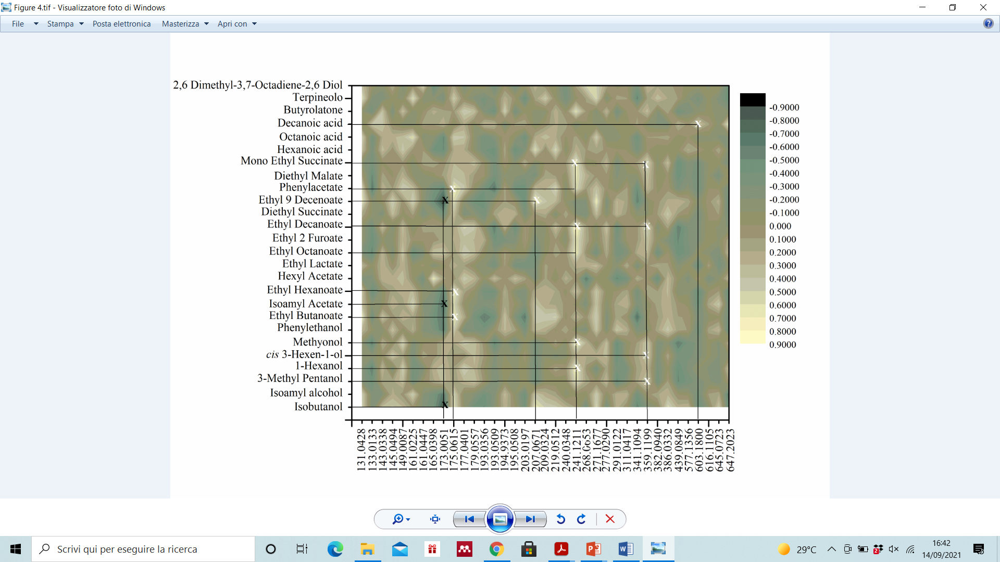 Figure 4.tif - Visualizzatore foto di Windows
File Stampa Posta elettronica Masterizza Apri con
2,6 Dimethyl-3,7-Octadiene-2,6 Diol
Terpineolo
Butyrolatone
Decanoic acid
Octanoic acid
Hexanoic acid
Mono Ethyl Succinate
Diethyl Malate
Phenylacetate
Ethyl 9 Decenoate
Diethyl Succinate
Ethyl Decanoate
Ethyl 2 Furoate
Ethyl Octanoate
Ethyl Lactate
Hexyl Acetate
Ethyl Hexanoate
Isoamyl Acetate
Ethyl Butanoate
Phenylethanol
Methyonol
cis 3-Hexen-1-ol
1-Hexanol
3-Methyl Pentanol
Isoamyl alcohol
Isobutanol
X
X X
X
X X
X X
X
X
X
X
X
X
X
X
-0.9000
-0.8000
-0.7000
-0.6000
-0.5000
-0.4000
-0.3000
-0.2000
-0.1000
0.000
0.1000
0.2000
0.3000
0.4000
0.5000
0.6000
0.7000
0.8000
0.9000
131.0428
133.0133
143.0338
145.0494
149.0087
161.0225
161.0447
165.0398
173.0051
175.0615
177.0401
179.0557
193.0356
193.0509
194.9373
195.0508
203.0197
207.0671
209.0324
219.0512
240.0348
241.1211
268.0653
271.1677
277.0290
291.0122
311.0417
341.1094
359.1199
382.0940
386.0332
439.0849
577.1356
603.1800
616.1105
645.0723
647.2023
Scrivi qui per eseguire la ricerca
2
29°C
16:42
14/09/2021